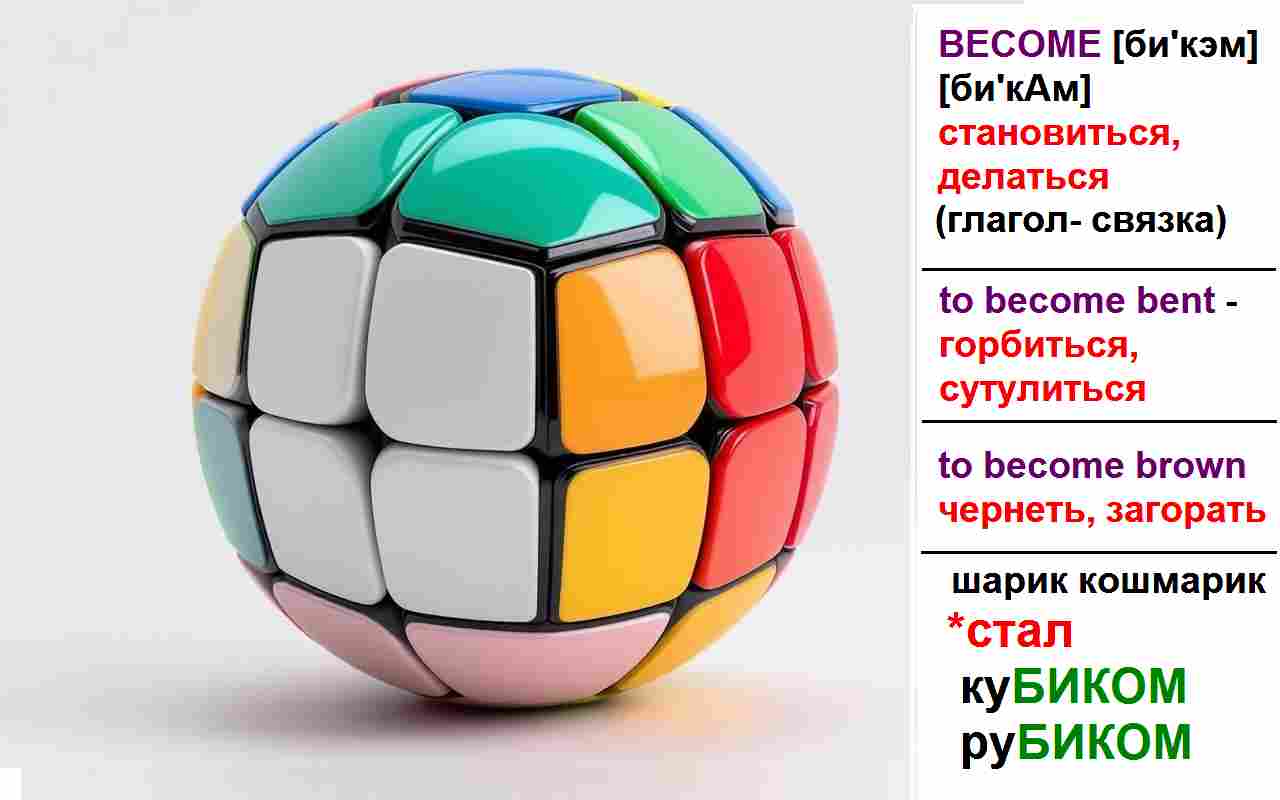 BECOME [би'кэм]
[би'кАм]
становиться,
делаться
(глагол- связка)
to become bent -
горбиться,
сутулиться
to become brown
чернеть, загорать
шарик кошмарик
*стал
куБИКОМ
руБИКОМ